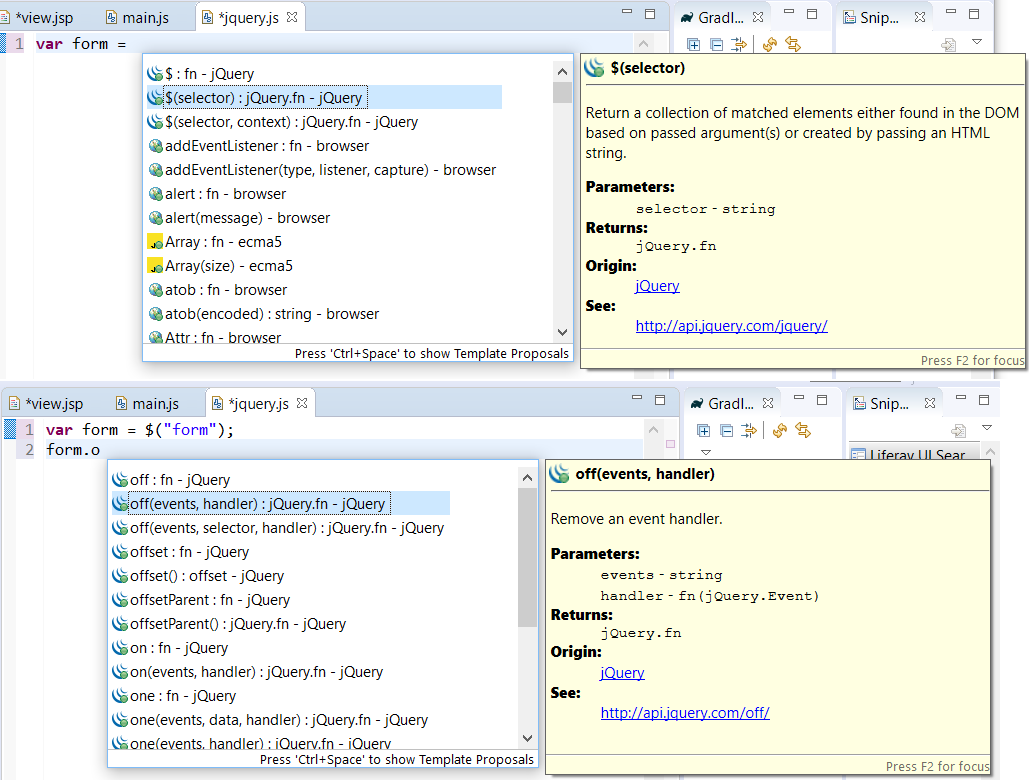 *view.jsp main.js *jquery.js Gradl... Snip...
1 var form =
$ : fn - jQuery
$(selector) : jQuery.fn - jQuery
$(selector, context) : jQuery.fn - jQuery
addEventListener : fn - browser
addEventListener(type, listener, capture) - browser
alert : fn - browser
alert(message) - browser
Array : fn - ecma5
Array(size) - ecma5
atob : fn - browser
atob(encoded) : string - browser
Attr : fn - browser
Press 'Ctrl+Space' to show Template Proposals
$(selector)
Return a collection of matched elements either found in the DOM
based on passed argument(s) or created by passing an HTML
string.
Parameters:
selector - string
Returns:
jQuery.fn
Origin:
jQuery
See:
http://api.jquery.com/jquery/
Press F2 for focus
*view.jsp main.js *jquery.js Gradl... Snip...
1 var form = $("form");
2 form.o
Liferay UI Sear
off : fn - jQuery
off(events, handler) : jQuery.fn - jQuery
off(events, selector, handler) : jQuery.fn - jQuery
offset : fn - jQuery
offset() : offset - jQuery
offsetParent : fn - jQuery
offsetParent() : jQuery.fn - jQuery
on : fn - jQuery
on(events, handler) : jQuery.fn - jQuery
one : fn - jQuery
one(events, data, handler) : jQuery.fn - jQuery
one(events, handler) : jQuery.fn - jQuery
Press 'Ctrl+Space' to show Template Proposals
off(events, handler)
Remove an event handler.
Parameters:
events - string
handler - fn(jQuery.Event)
Returns:
jQuery.fn
Origin:
jQuery
See:
http://api.jquery.com/off/
Press F2 for focus